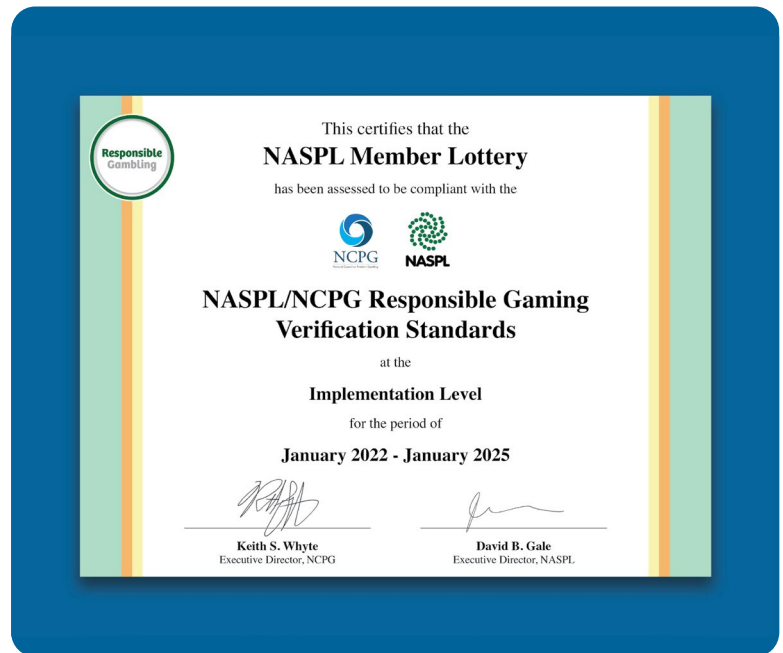 Responsible
Gambling
This certifies that the
NASPL Member Lottery
has been assessed to be compliant with the
NCPG
NASPL
NASPL/NCPG Responsible Gaming
Verification Standards
at the
Implementation Level
for the period of
January 2022 - January 2025
Keith S. Whyte
Executive Director, NCPG
David B. Gale
Executive Director, NASPL